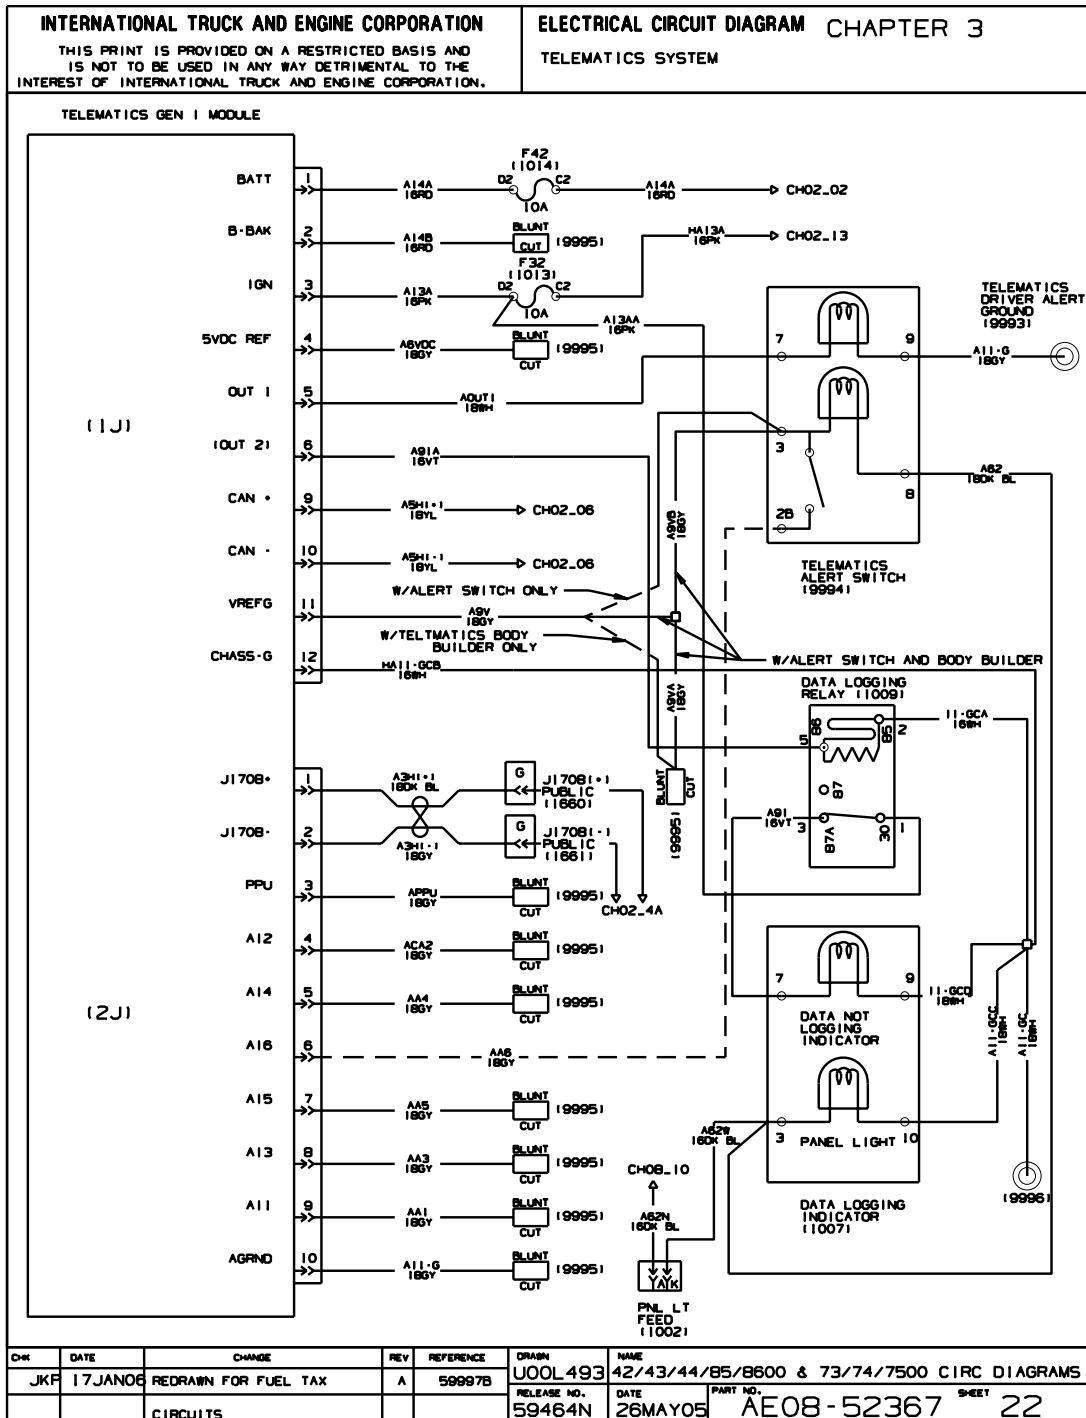 INTERNATIONAL TRUCK AND ENGINE CORPORATION
THIS PRINT IS PROVIDED ON A RESTRICTED BASIS AND
IS NOT TO BE USED IN ANY WAY DETRIMENTAL TO THE
INTEREST OF INTERNATIONAL TRUCK AND ENGINE CORPORATION.
ELECTRICAL CIRCUIT DIAGRAM CHAPTER 3
TELEMATICS SYSTEM
TELEMATICS GEN I MODULE
(1J)
BATT 1 A14A 16RD
F42 (1014) D2 C2 10A
A14A 16RD CH02_02
B-BAK 2 A14B 16RD
BLUNT CUT (9995)
HA13A 16PK CH02_13
IGN 3 A13A 16PK
F32 (1013) D2 C2 10A
A13AA 16PK
5VDC REF 4 A6VDC 18GY
BLUNT CUT (9995)
OUT 1 5 AOUT1 18WH
(OUT 2) 6 A91A 16VT
CAN + 9 A5H(+) 18YL CH02_06
CAN - 10 A5H(-) 18YL CH02_06
W/ALERT SWITCH ONLY
VREFG 11 A9V 18GY
W/TELTMATICS BODY
BUILDER ONLY
CHASS-G 12 HA11-GCB 16WH
TELEMATICS
DRIVER ALERT
GROUND
(9993)
7 9 A11-G 18GY
3 8 A62 18DK BL
2B
A9VB 18GY
TELEMATICS
ALERT SWITCH
(9994)
W/ALERT SWITCH AND BODY BUILDER
A9VA 18GY
BLUNT CUT (9995)
DATA LOGGING
RELAY (1009)
86 85 2 11-GCA 16WH
5
87
A91 16VT 3 87A 30 1
(2J)
J1708+ 1 A3H(+) 18DK BL
G J1708(+)
PUBLIC
(1660)
J1708- 2 A3H(-) 18GY
G J1708(-)
PUBLIC
(1661)
CH02_4A
PPU 3 APPU 18GY BLUNT CUT (9995)
AI2 4 ACA2 18GY BLUNT CUT (9995)
AI4 5 AA4 18GY BLUNT CUT (9995)
AI6 6 AA6 18GY
AI5 7 AA5 18GY BLUNT CUT (9995)
AI3 8 AA3 18GY BLUNT CUT (9995)
AI1 9 AA1 18GY BLUNT CUT (9995)
AGRND 10 A11-G 18GY BLUNT CUT (9995)
7 9 11-GCD 18WH
DATA NOT
LOGGING
INDICATOR
A11-GCC 18WH
A11-GC 18WH
A62W 16DK BL
3 PANEL LIGHT 10
(9996)
DATA LOGGING
INDICATOR
(1007)
CH08_10
A62N 16DK BL
A K
PNL LT
FEED
(1002)
CHK DATE CHANGE REV REFERENCE DRAWN NAME
JKP 17JAN06 REDRAWN FOR FUEL TAX A 59997B U00L493 42/43/44/85/8600 & 73/74/7500 CIRC DIAGRAMS
CIRCUITS
RELEASE NO. DATE PART NO. SHEET
59464N 26MAY05 AE08-52367 22